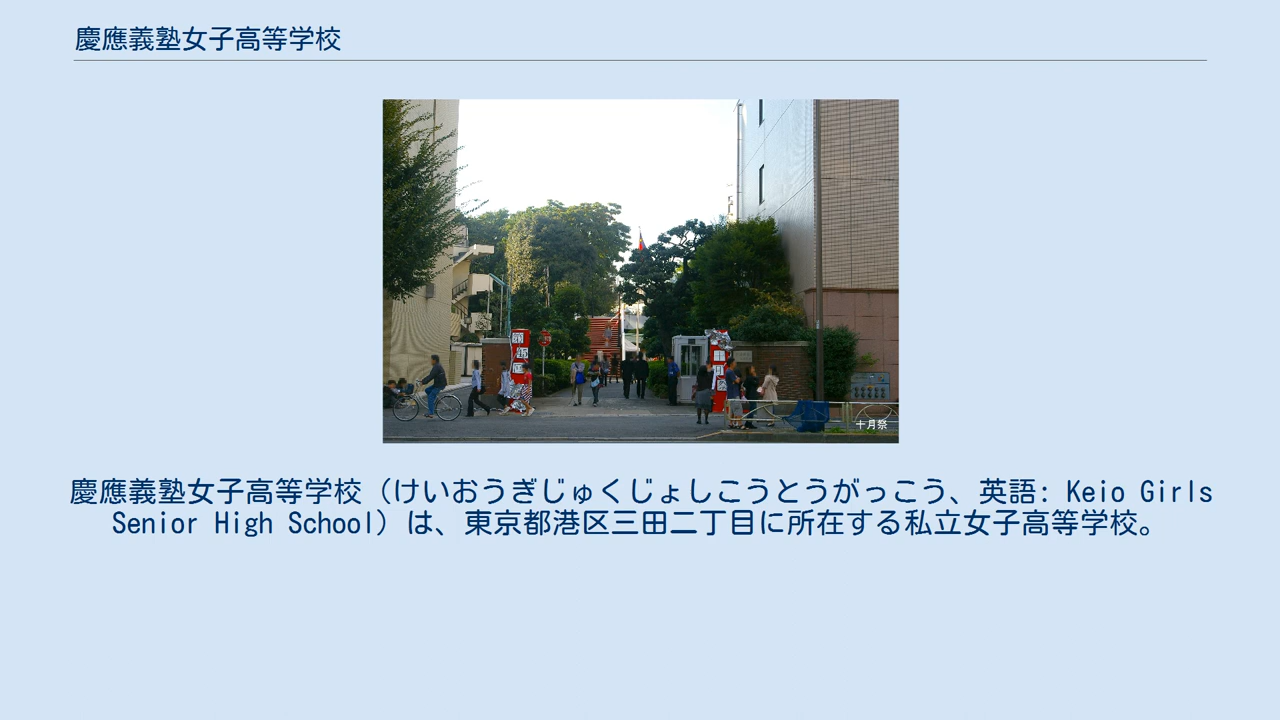 慶應義塾女子高等学校
十月祭
慶應義塾女子高等学校（けいおうぎじゅくじょしこうとうがっこう、英語: Keio Girls
Senior High School）は、東京都港区三田二丁目に所在する私立女子高等学校。